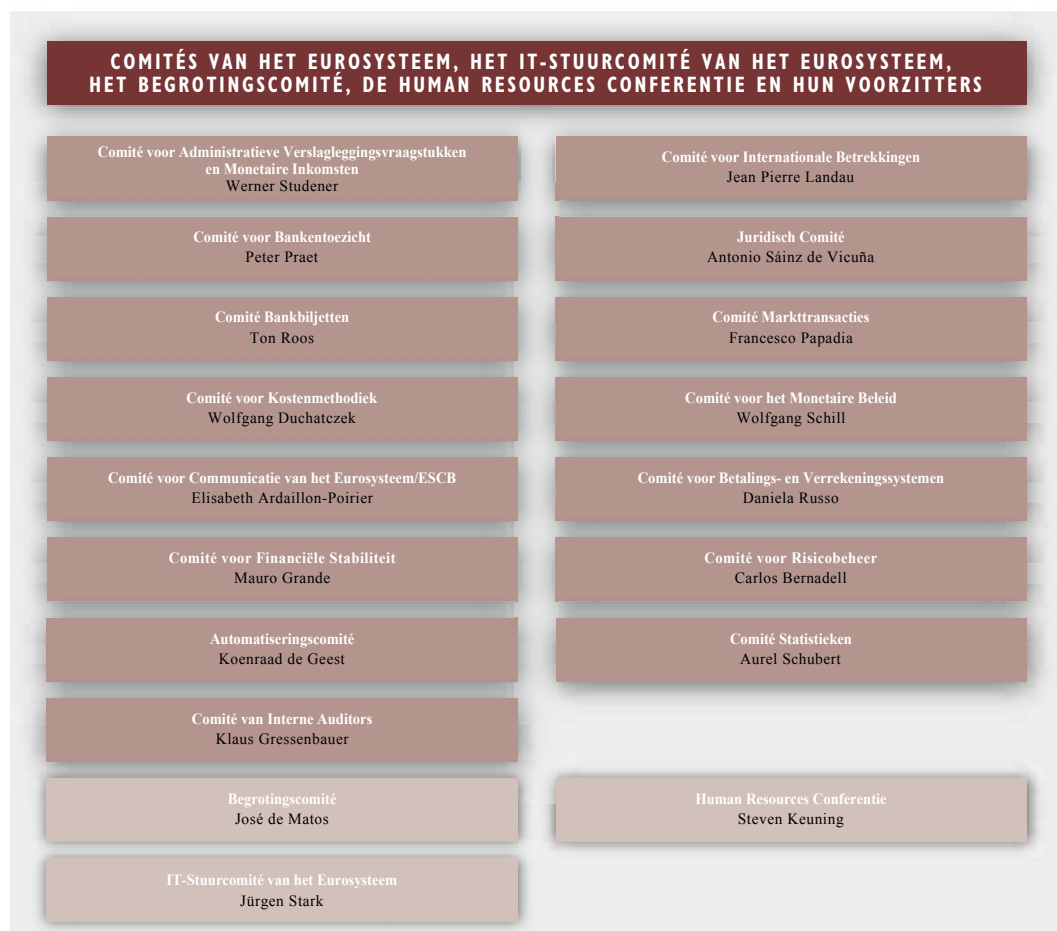 COMITÉS VAN HET EUROSYSTEEM, HET IT-STUURCOMITÉ VAN HET EUROSYSTEEM,
HET BEGROTINGSCOMITÉ, DE HUMAN RESOURCES CONFERENTIE EN HUN VOORZITTERS
Comité voor Administratieve Verslagleggingsvraagstukken
en Monetaire Inkomsten
Werner Studener
Comité voor Internationale Betrekkingen
Jean Pierre Landau
Comité voor Bankentoezicht
Peter Praet
Juridisch Comité
Antonio Sáinz de Vicuña
Comité Bankbiljetten
Ton Roos
Comité Markttransacties
Francesco Papadia
Comité voor Kostenmethodiek
Wolfgang Duchatczek
Comité voor het Monetaire Beleid
Wolfgang Schill
Comité voor Communicatie van het Eurosysteem/ESCB
Elisabeth Ardaillon-Poirier
Comité voor Betalings- en Verrekeningssystemen
Daniela Russo
Comité voor Financiële Stabiliteit
Mauro Grande
Comité voor Risicobeheer
Carlos Bernadell
Automatiseringscomité
Koenraad de Geest
Comité Statistieken
Aurel Schubert
Comité van Interne Auditors
Klaus Gressenbauer
Begrotingscomité
José de Matos
Human Resources Conferentie
Steven Keuning
IT-Stuurcomité van het Eurosysteem
Jürgen Stark